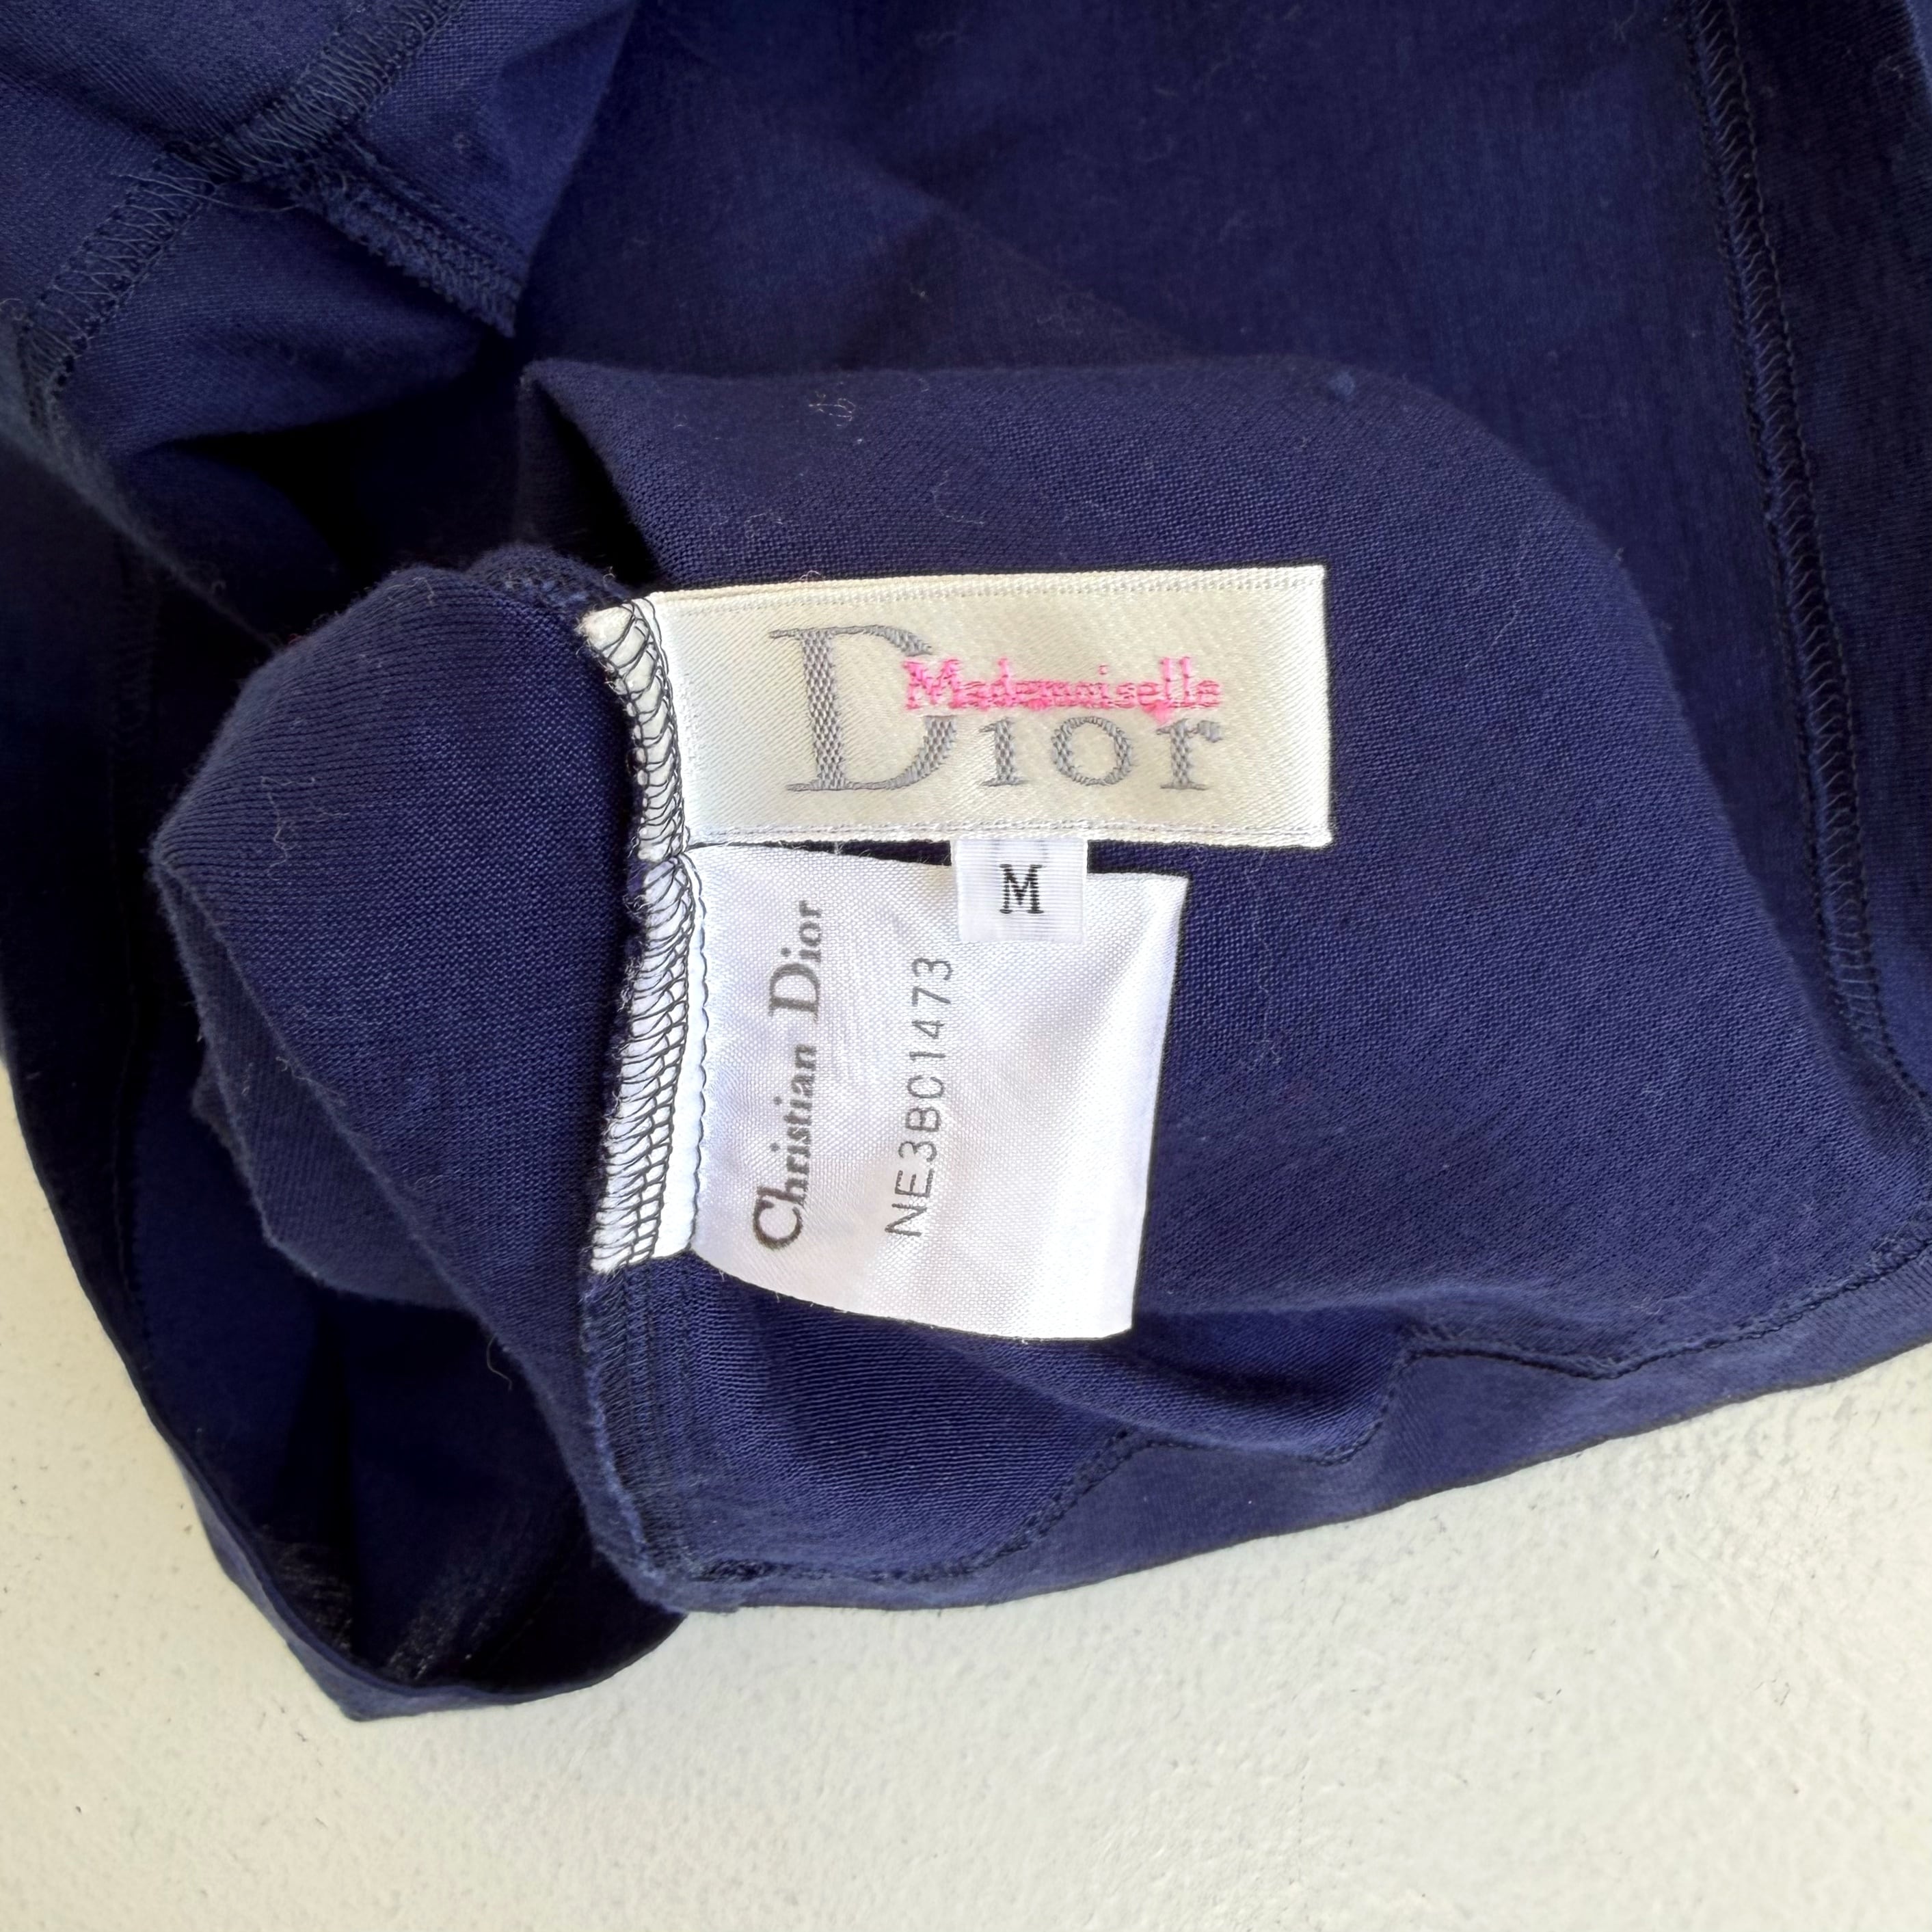 Mademoiselle
Dior
M
Christian Dior
NE3BC1473